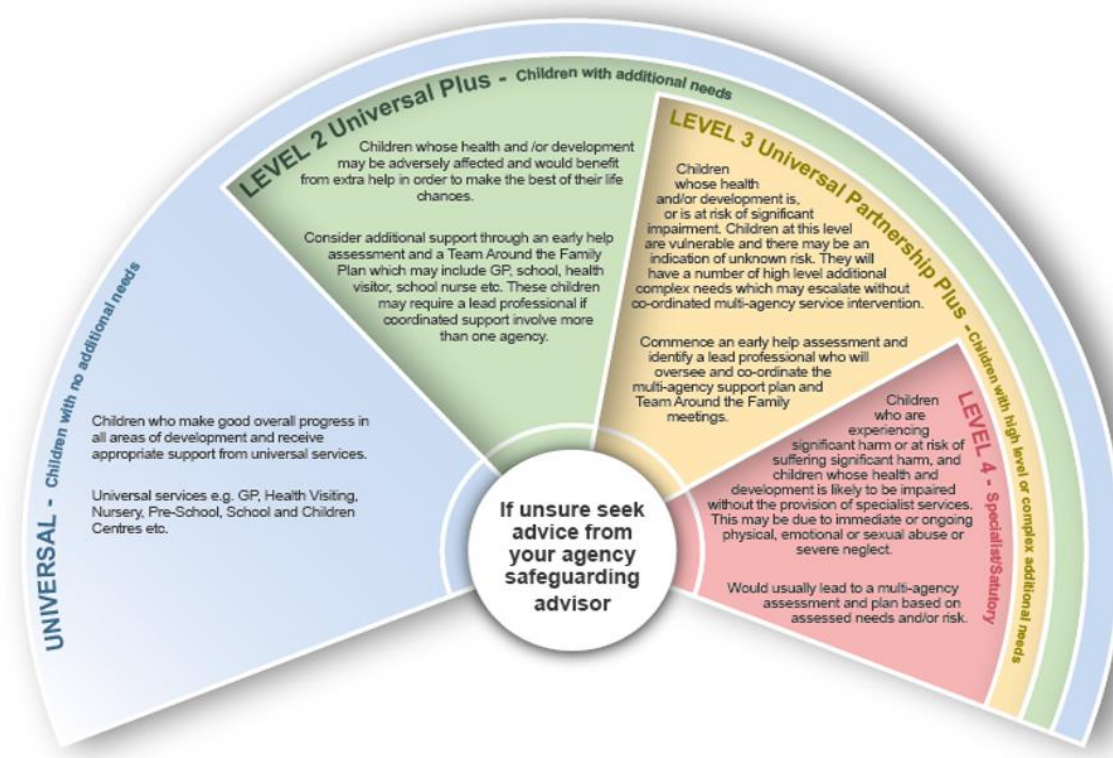 UNIVERSAL - Children with no additional needs
Children who make good overall progress in
all areas of development and receive
appropriate support from universal services.
Universal services e.g. GP, Health Visiting,
Nursery, Pre-School, School and Children
Centres etc.
LEVEL 2 Universal Plus - Children with additional needs
Children whose health and /or development
may be adversely affected and would benefit
from extra help in order to make the best of their life
chances.
Consider additional support through an early help
assessment and a Team Around the Family
Plan which may include GP, school, health
visitor, school nurse etc. These children
may require a lead professional if
coordinated support involve more
than one agency.
LEVEL 3 Universal Partnership Plus - Children with high level or complex additional needs
Children
whose health
and/or development is,
or is at risk of significant
impairment. Children at this level
are vulnerable and there may be an
indication of unknown risk. They will
have a number of high level additional
complex needs which may escalate without
co-ordinated multi-agency service intervention.
Commence an early help assessment and
identify a lead professional who will
oversee and co-ordinate the
multi-agency support plan and
Team Around the Family
meetings.
LEVEL 4 - Specialist/Satutory
Children
who are
experiencing
significant harm or at risk of
suffering significant harm, and
children whose health and
development is likely to be impaired
without the provision of specialist services.
This may be due to immediate or ongoing
physical, emotional or sexual abuse or
severe neglect.
Would usually lead to a multi-agency
assessment and plan based on
assessed needs and/or risk.
If unsure seek
advice from
your agency
safeguarding
advisor